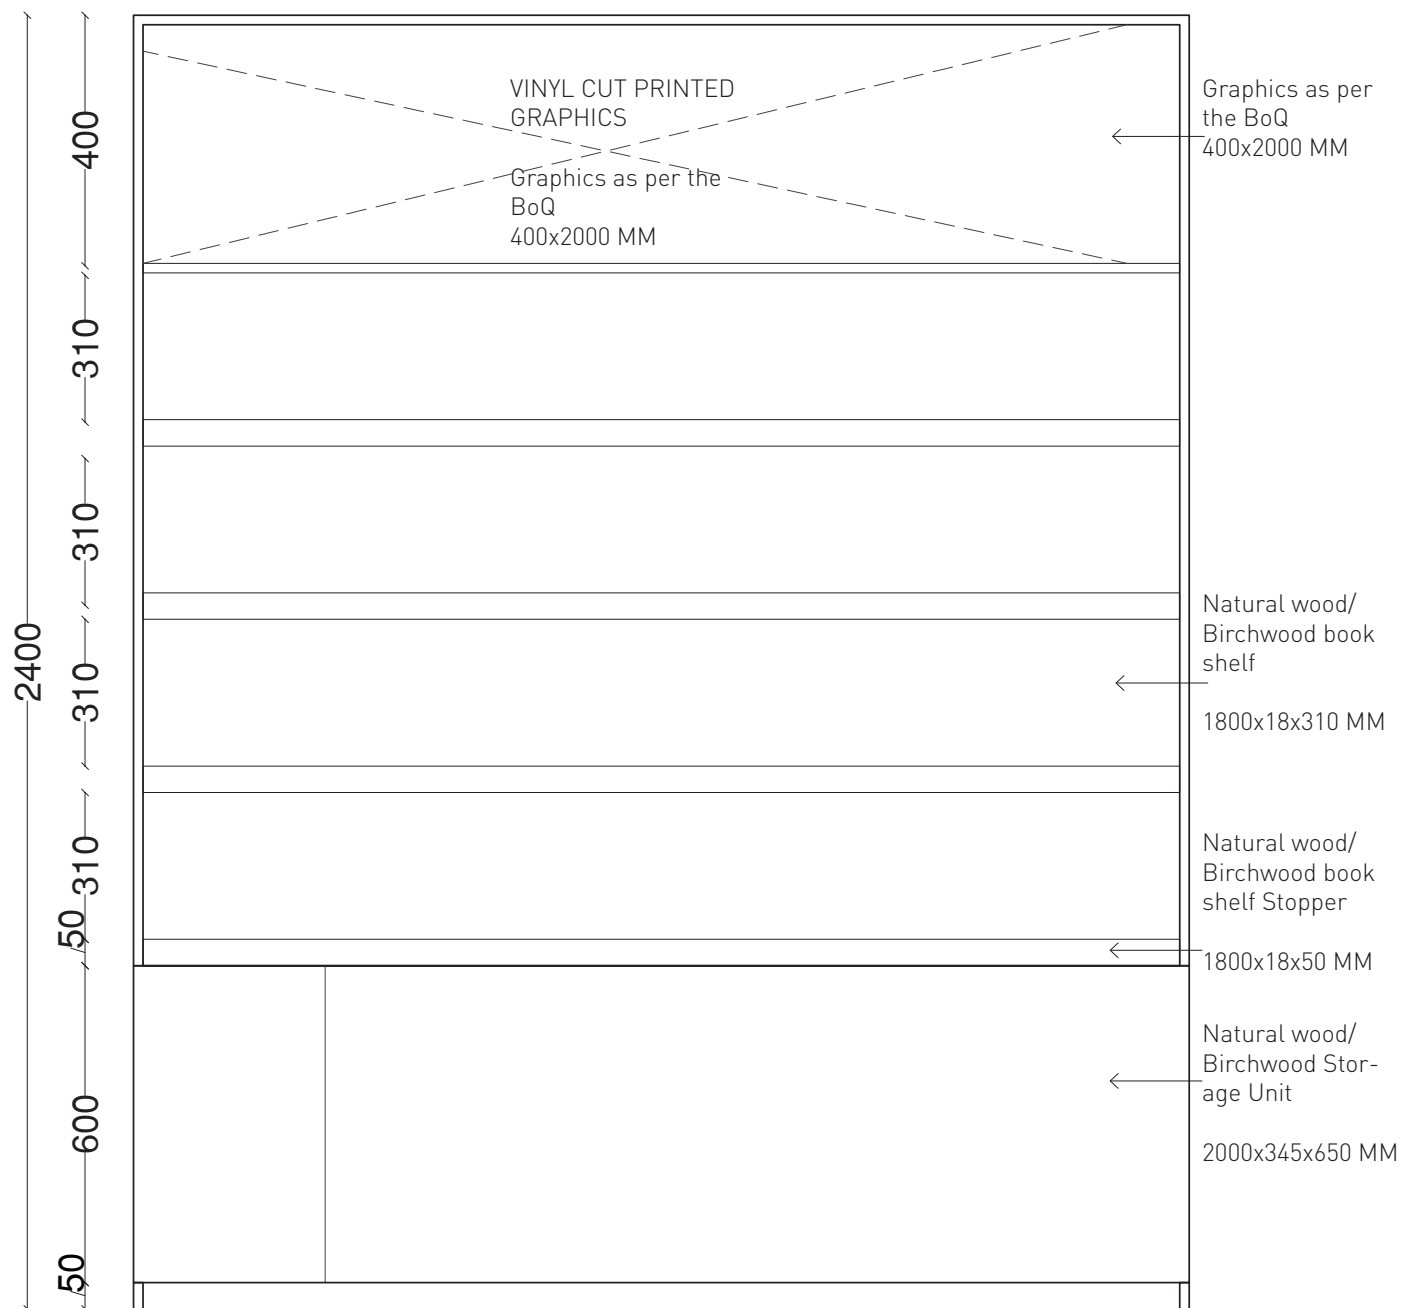 VINYL CUT PRINTED
GRAPHICS
Graphics as per the
BoQ
400x2000 MM
Graphics as per
the BoQ
400x2000 MM
Natural wood/
Birchwood book
shelf
1800x18x310 MM
Natural wood/
Birchwood book
shelf Stopper
1800x18x50 MM
Natural wood/
Birchwood Stor-
age Unit
2000x345x650 MM
2400
400
310
310
310
310
50
600
50